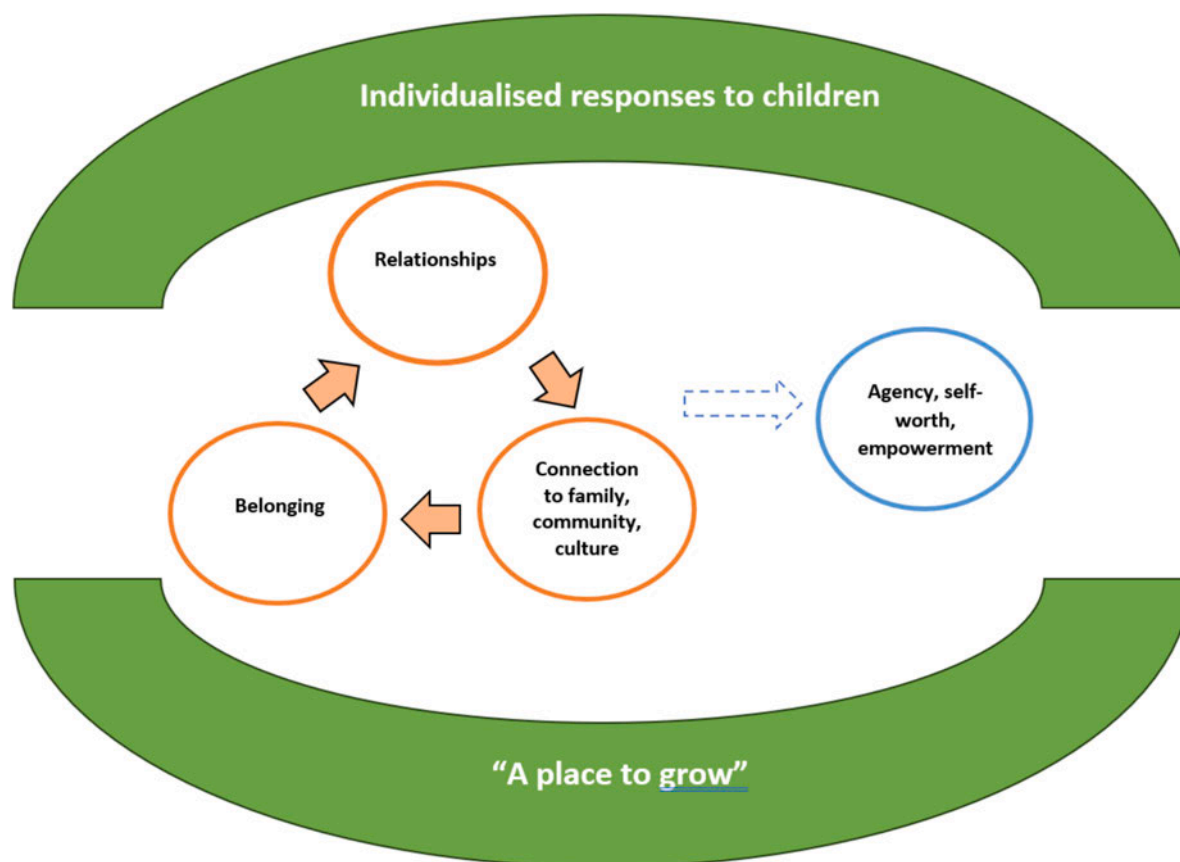 Individualised responses to children
Relationships
Agency, self-
worth,
empowerment
Connection
to family,
community,
culture
Belonging
“A place to grow”